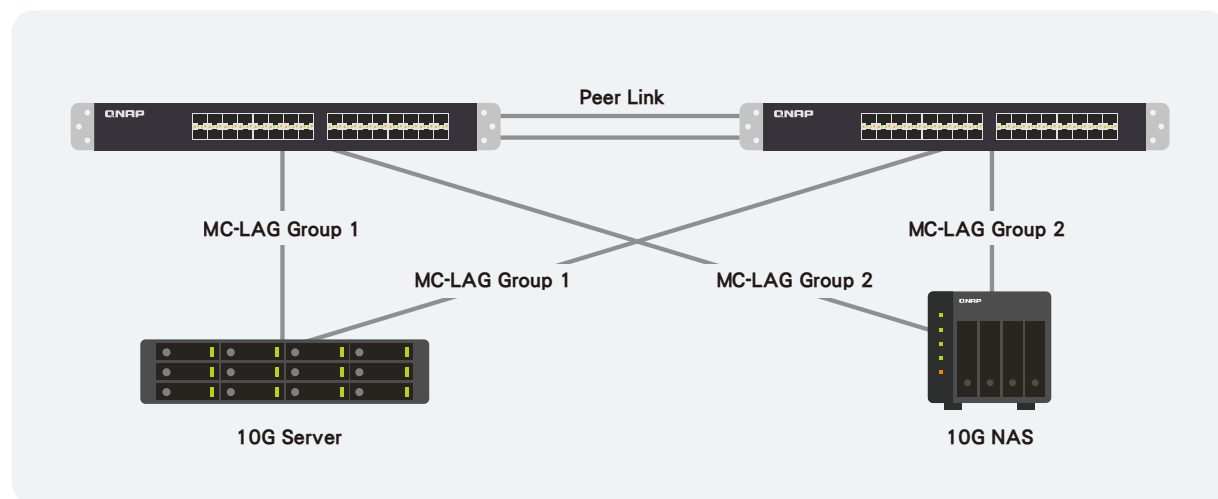 Peer Link
QNAP
QNAP
MC-LAG Group 1
MC-LAG Group 2
MC-LAG Group 1
MC-LAG Group 2
QNAP
10G Server
10G NAS